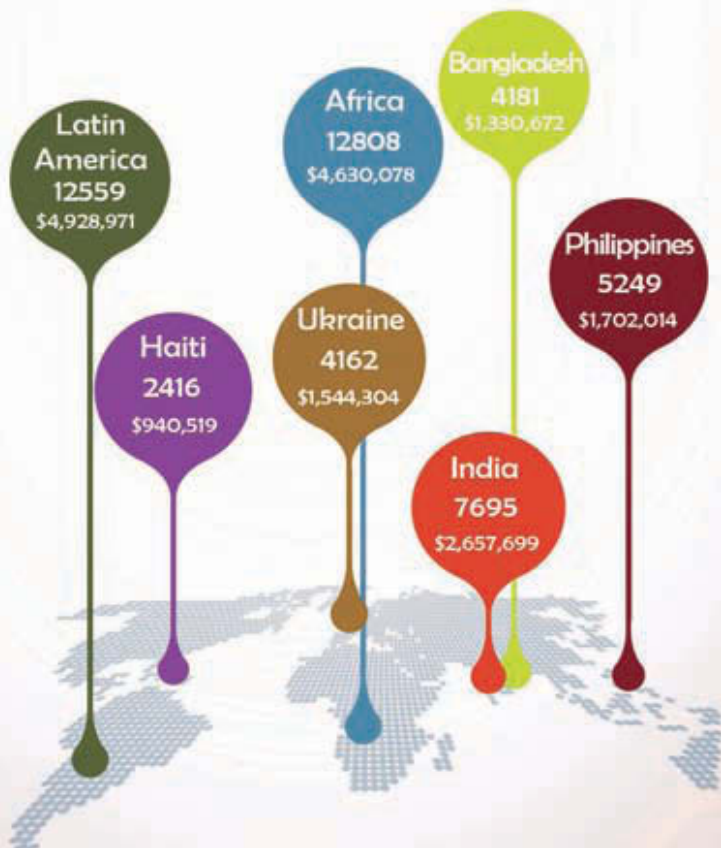 Bangladesh
4181
$1,330,672
Africa
12808
$4,630,078
Latin
America
12559
$4,928,971
Philippines
5249
$1,702,014
Ukraine
4162
$1,544,304
Haiti
2416
$940,519
India
7695
$2,657,699